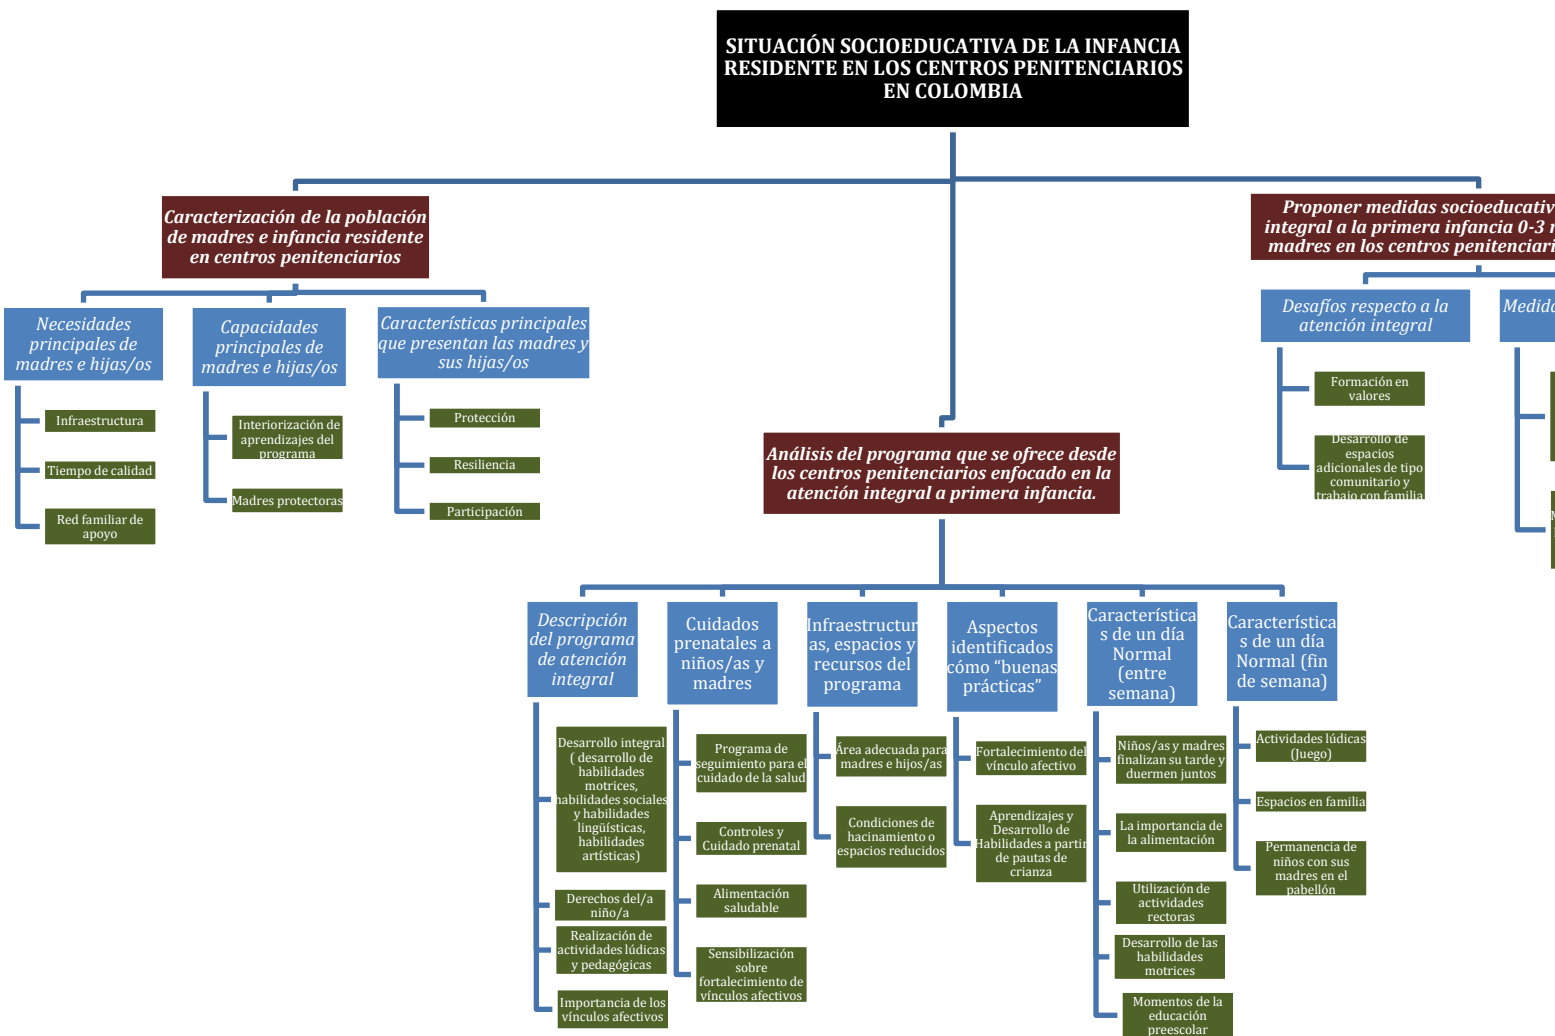 SITUACIÓN SOCIOEDUCATIVA DE LA INFANCIA
RESIDENTE EN LOS CENTROS PENITENCIARIOS
EN COLOMBIA
Caracterización de la población
de madres e infancia residente
en centros penitenciarios
Necesidades
principales de
madres e hijas/os
Infraestructura
Tiempo de calidad
Red familiar de
apoyo
Capacidades
principales de
madres e hijas/os
Interiorización de
aprendizajes del
programa
Madres protectoras
Características principales
que presentan las madres y
sus hijas/os
Protección
Resiliencia
Participación
Análisis del programa que se ofrece desde
los centros penitenciarios enfocado en la
atención integral a primera infancia.
Descripción
del programa
de atención
integral
Desarrollo integral
( desarrollo de
habilidades
motrices,
habilidades sociales
y habilidades
lingüísticas,
habilidades
artísticas)
Derechos del/a
niño/a
Realización de
actividades lúdicas
y pedagógicas
Importancia de los
vínculos afectivos
Cuidados
prenatales a
niños/as y
madres
Programa de
seguimiento para el
cuidado de la salud
Controles y
Cuidado prenatal
Alimentación
saludable
Sensibilización
sobre
fortalecimiento de
vínculos afectivos
Infraestructur
as, espacios y
recursos del
programa
Área adecuada para
madres e hijos/as
Condiciones de
hacinamiento o
espacios reducidos
Aspectos
identificados
cómo “buenas
prácticas”
Fortalecimiento del
vínculo afectivo
Aprendizajes y
Desarrollo de
Habilidades a partir
de pautas de
crianza
Característica
s de un día
Normal
(entre
semana)
Niños/as y madres
finalizan su tarde y
duermen juntos
La importancia de
la alimentación
Utilización de
actividades
rectoras
Desarrollo de las
habilidades
motrices
Momentos de la
educación
preescolar
Característica
s de un día
Normal (fin
de semana)
Actividades lúdicas
(Juego)
Espacios en familia
Permanencia de
niños con sus
madres en el
pabellón
Proponer medidas
integral a la primera infancia 0-3
madres en los centros
Desafíos respecto a la
atención integral
Formación en
valores
Desarrollo de
espacios
adicionales de tipo
comunitario y
trabajo con familia